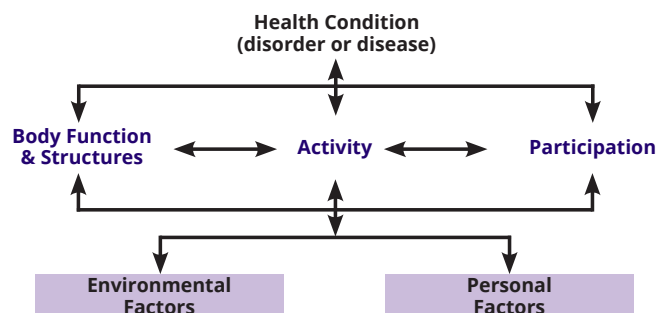 Health Condition
(disorder or disease)
Body Function
& Structures
Activity
Participation
Environmental
Factors
Personal
Factors